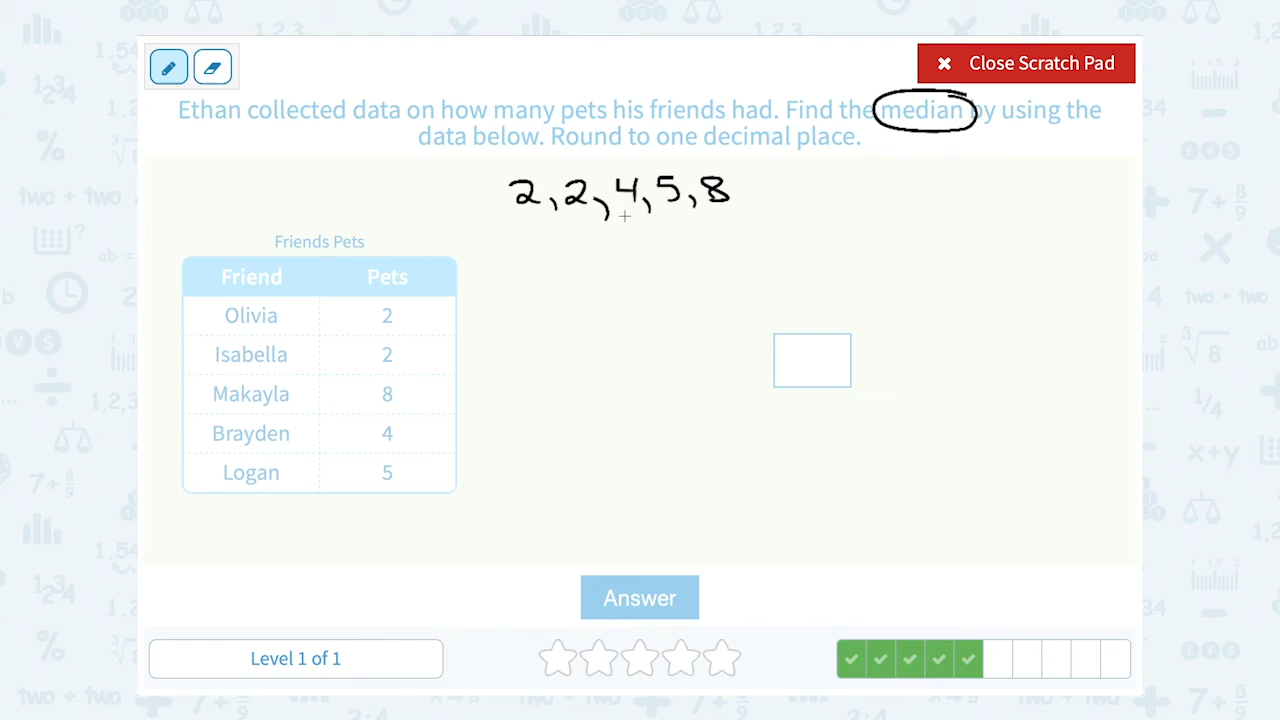 Close Scratch Pad
Ethan collected data on how many pets his friends had. Find the median by using the
data below. Round to one decimal place.
2, 2, 4, 5, 8
Friends Pets
Friend Pets
Olivia 2
Isabella 2
Makayla 8
Brayden 4
Logan 5
Answer
Level 1 of 1